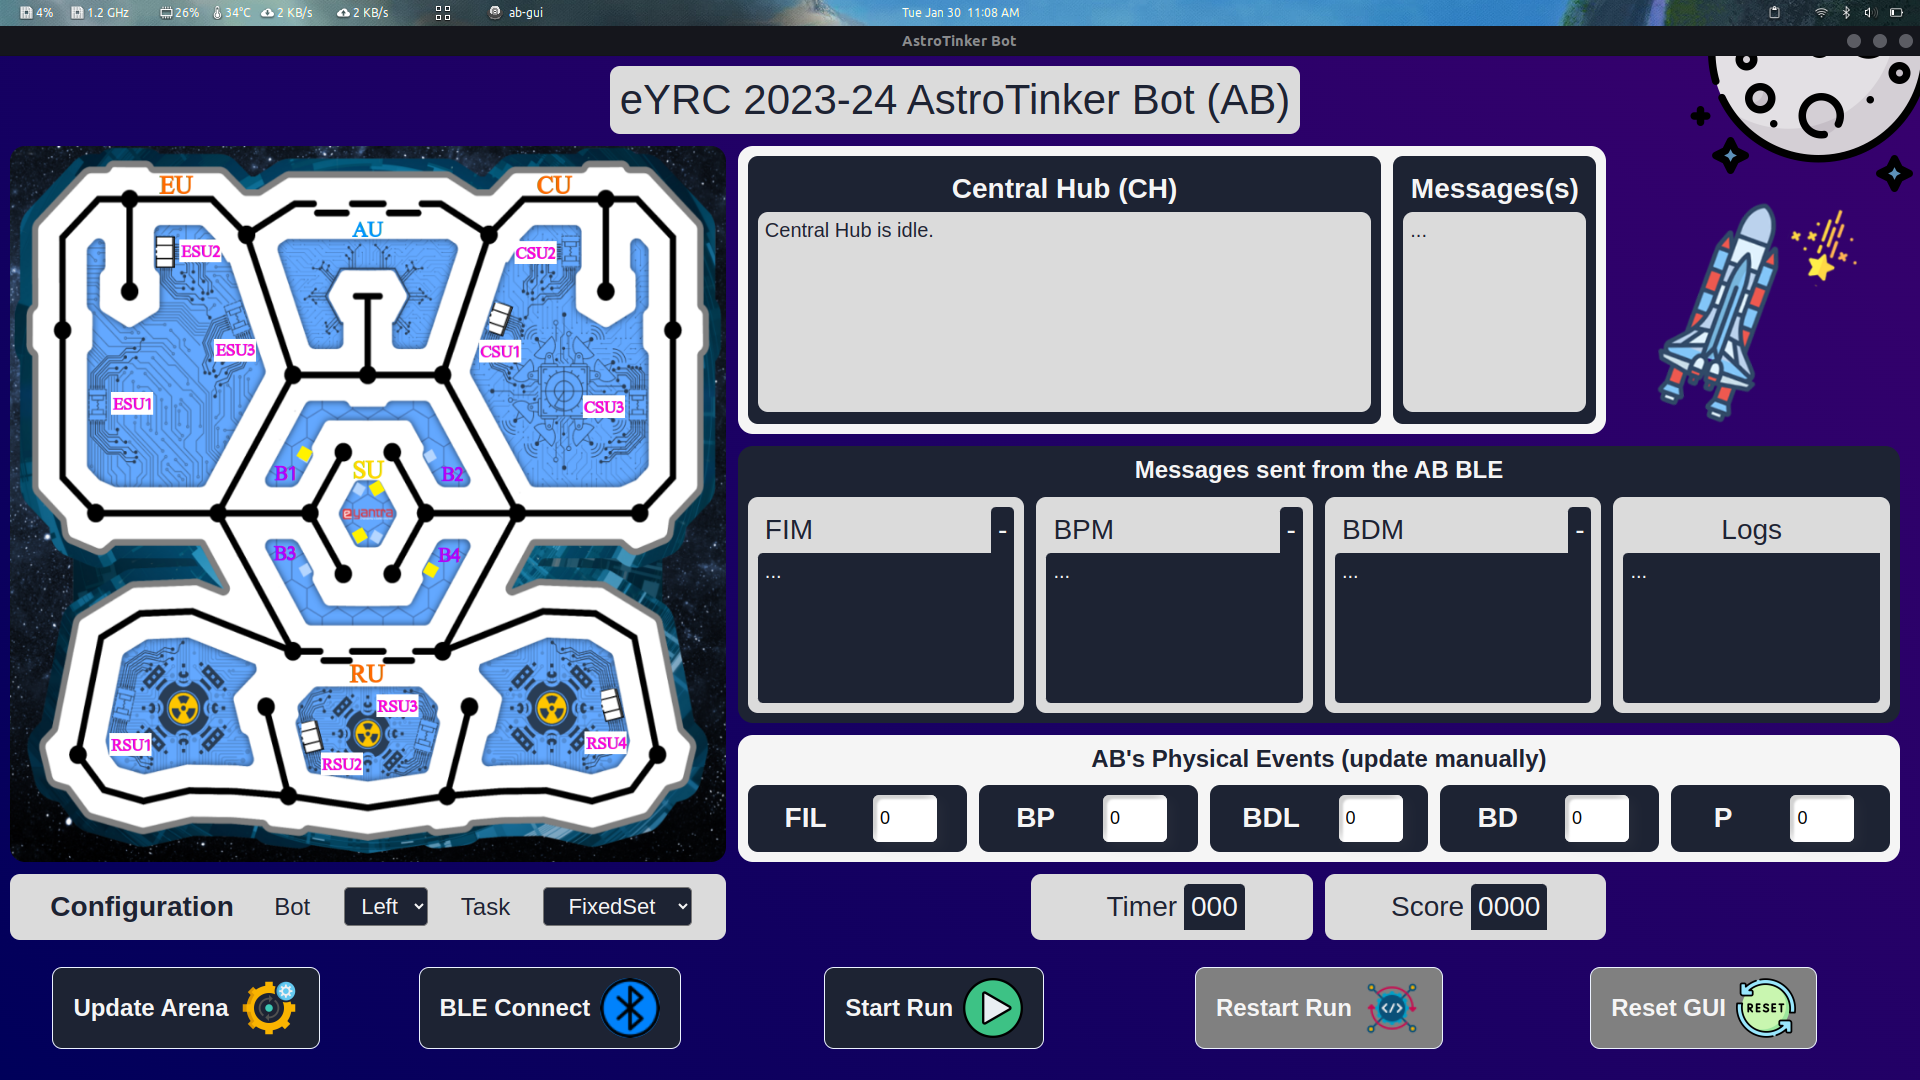 4% 1.2 GHz 26% 34°C 2 KB/s 2 KB/s ab-gui Tue Jan 30 11:08 AM
AstroTinker Bot
eYRC 2023-24 AstroTinker Bot (AB)
EU CU
AU
ESU2 CSU2
ESU3 CSU1
ESU1 CSU3
B1 SU B2
eyantra
B3 B4
RU
RSU3
RSU1 RSU4
RSU2
Central Hub (CH)
Central Hub is idle.
Messages(s)
...
Messages sent from the AB BLE
FIM -
...
BPM -
...
BDM -
...
Logs
...
AB's Physical Events (update manually)
FIL 0 BP 0 BDL 0 BD 0 P 0
Configuration Bot Left Task FixedSet
Timer 000 Score 0000
Update Arena BLE Connect Start Run Restart Run </> Reset GUI RESET